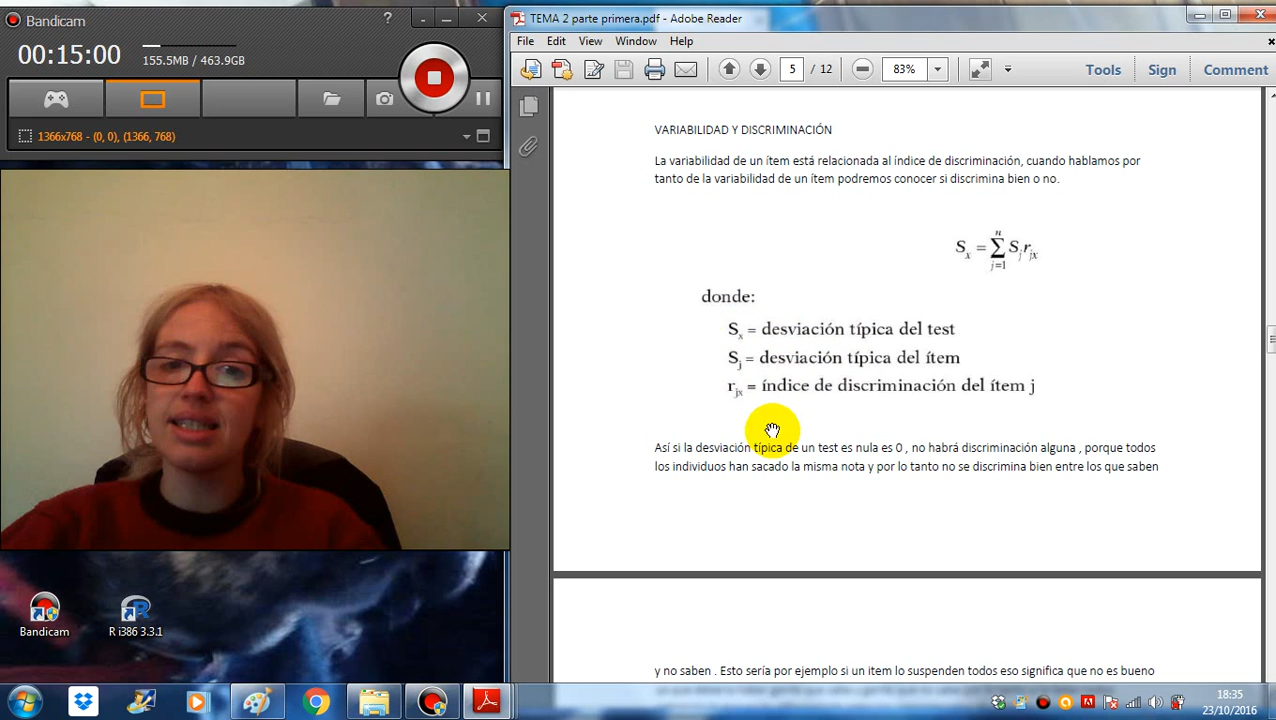 Bandicam
?
00:15:00
155.5MB / 463.9GB
1366x768 - (0, 0), (1366, 768)
TEMA 2 parte primera.pdf - Adobe Reader
File Edit View Window Help
5 / 12
83%
Tools Sign Comment
VARIABILIDAD Y DISCRIMINACIÓN
La variabilidad de un ítem está relacionada al índice de discriminación, cuando hablamos por
tanto de la variabilidad de un ítem podremos conocer si discrimina bien o no.
Sx = ∑ⁿj=1 Sj rjx
donde:
Sx = desviación típica del test
Sj = desviación típica del ítem
rjx = índice de discriminación del ítem j
Así si la desviación típica de un test es nula es 0 , no habrá discriminación alguna , porque todos
los individuos han sacado la misma nota y por lo tanto no se discrimina bien entre los que saben
y no saben . Esto sería por ejemplo si un item lo suspenden todos eso significa que no es bueno
Bandicam
R i386 3.3.1
18:35
23/10/2016